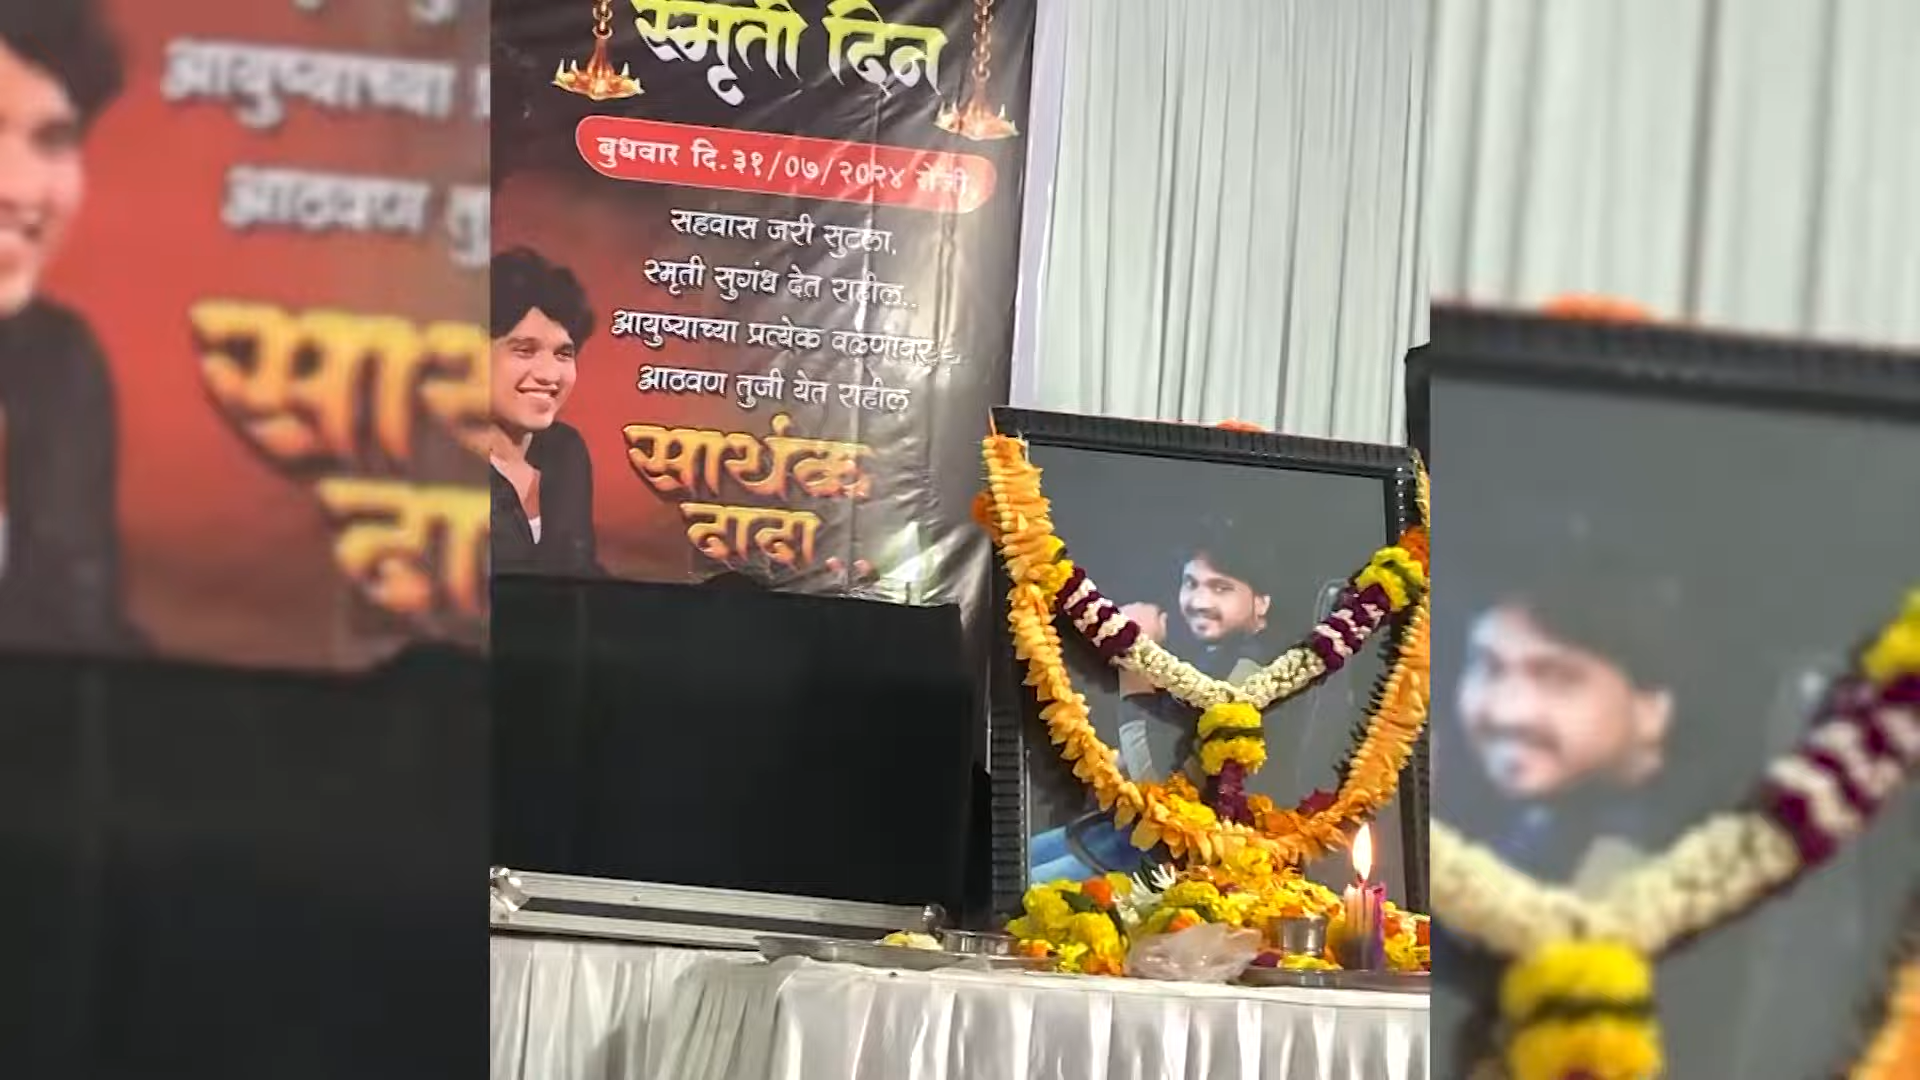 स्मृती दिन
बुधवार दि.३१/०७/२०२४ रोजी
सहवास जरी सुटला,
स्मृती सुगंध देत राहील..
आयुष्याच्या प्रत्येक वळणांवर
आठवण तुजी येत राहील
सार्थक
दादा..